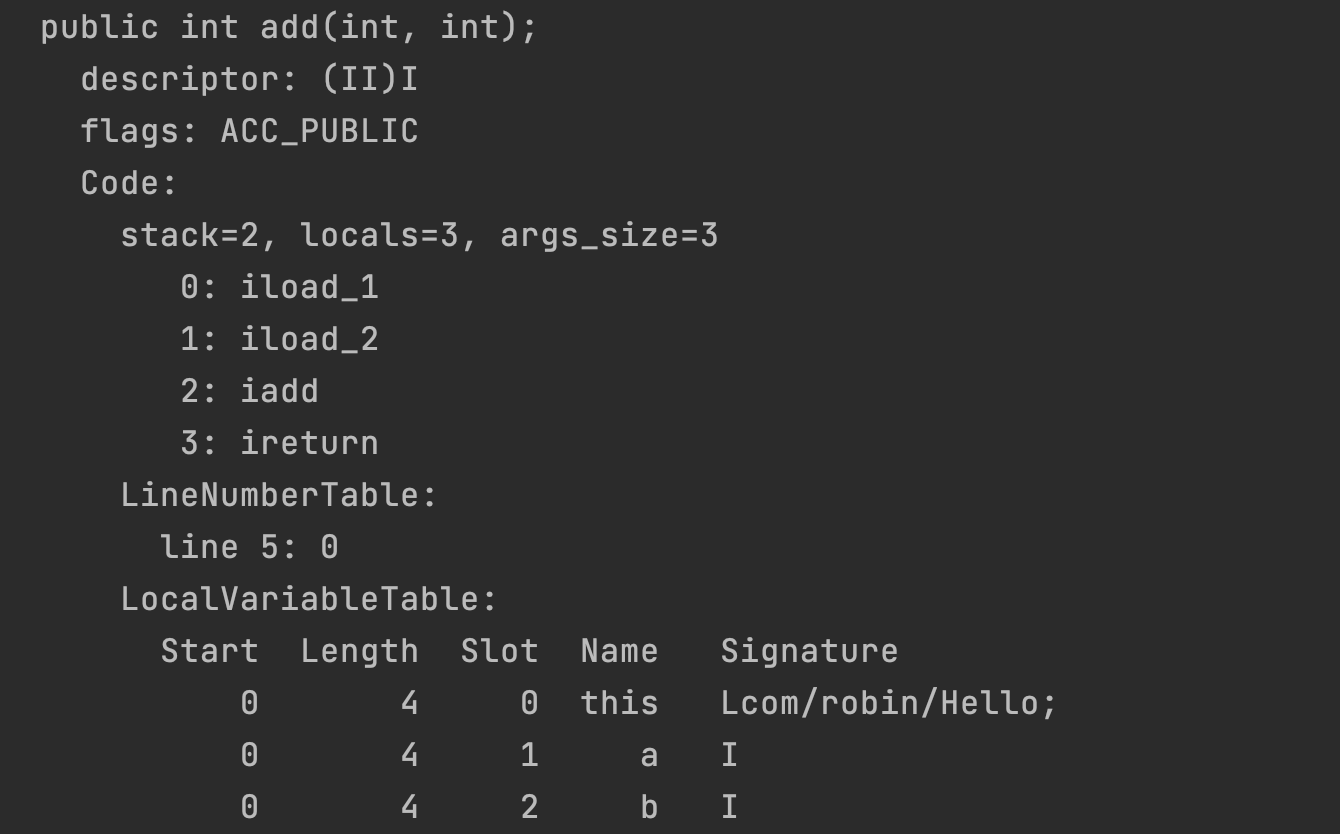 public int add(int, int);
descriptor: (II)I
flags: ACC_PUBLIC
Code:
stack=2, locals=3, args_size=3
0: iload_1
1: iload_2
2: iadd
3: ireturn
LineNumberTable:
line 5: 0
LocalVariableTable:
Start  Length  Slot  Name   Signature
0       4     0  this   Lcom/robin/Hello;
0       4     1     a   I
0       4     2     b   I